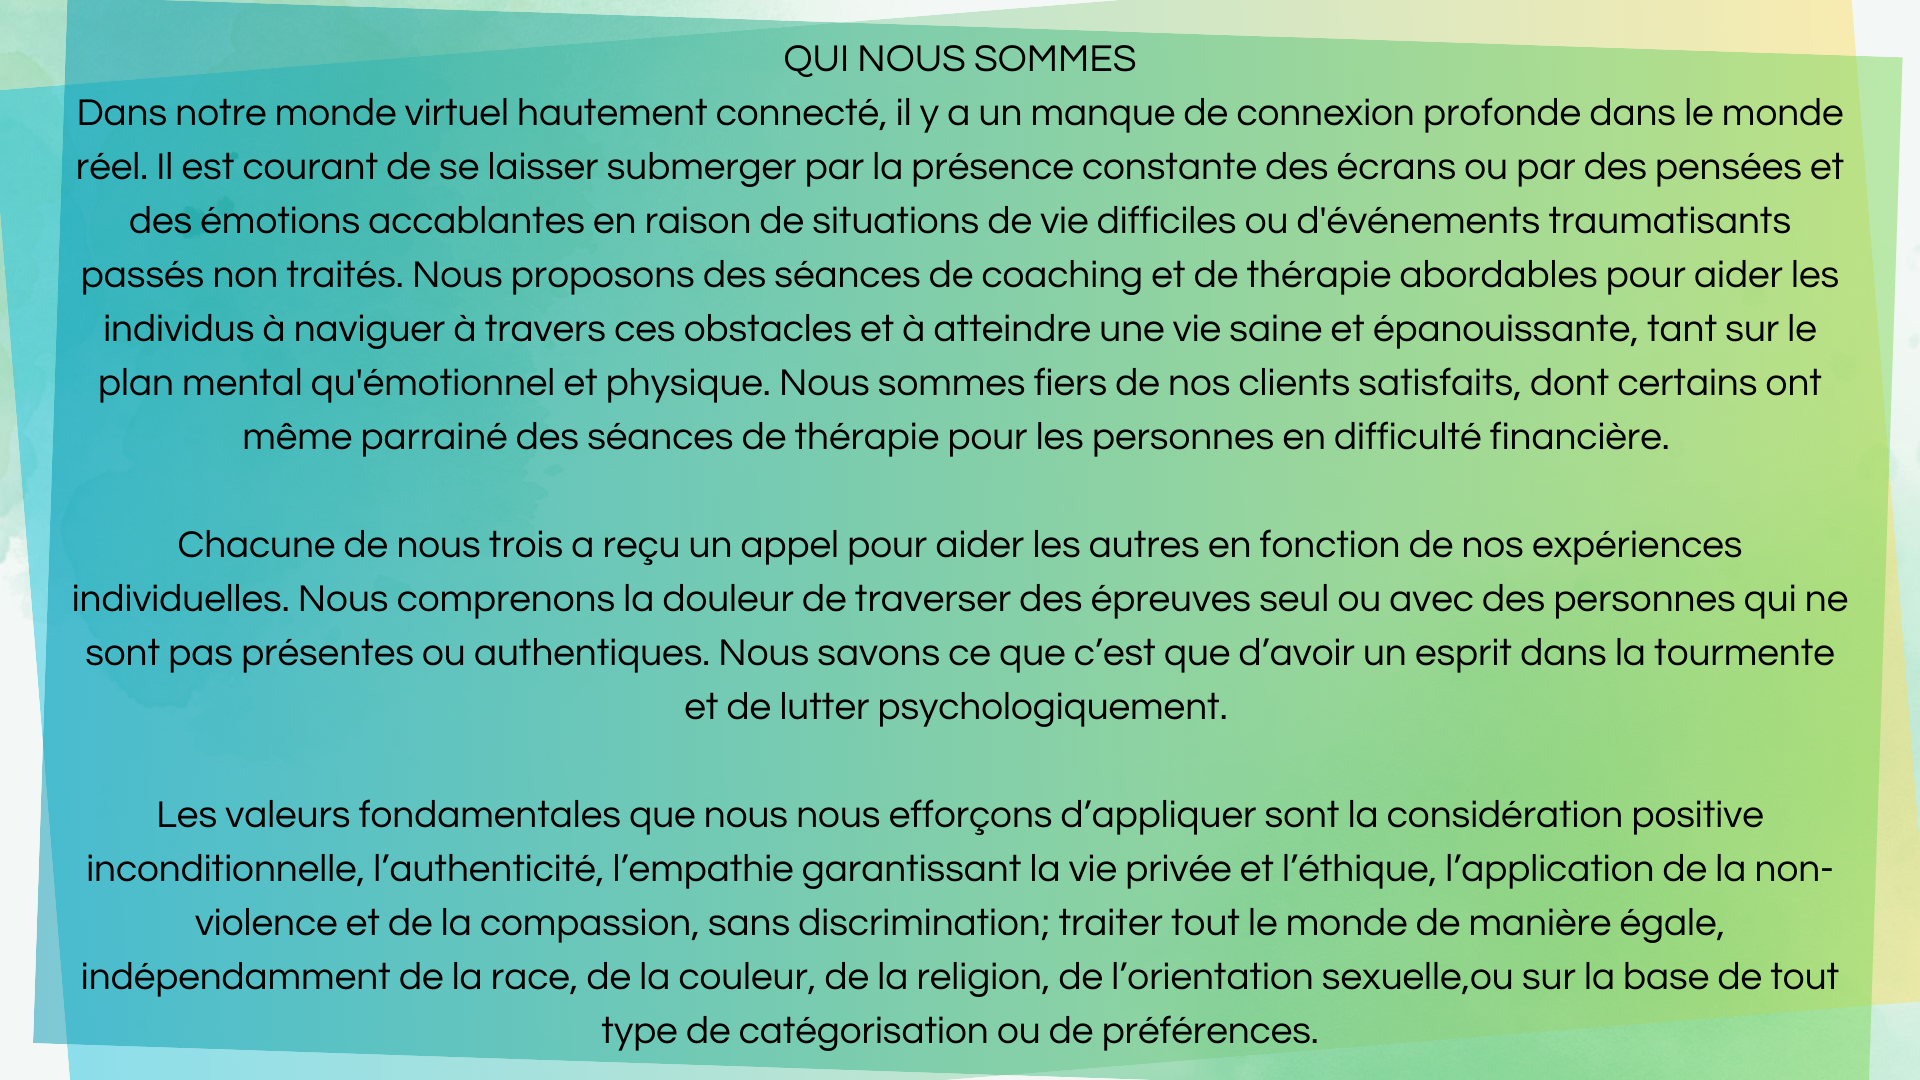 QUI NOUS SOMMES
Dans notre monde virtuel hautement connecté, il y a un manque de connexion profonde dans le monde
réel. Il est courant de se laisser submerger par la présence constante des écrans ou par des pensées et
des émotions accablantes en raison de situations de vie difficiles ou d'événements traumatisants
passés non traités. Nous proposons des séances de coaching et de thérapie abordables pour aider les
individus à naviguer à travers ces obstacles et à atteindre une vie saine et épanouissante, tant sur le
plan mental qu'émotionnel et physique. Nous sommes fiers de nos clients satisfaits, dont certains ont
même parrainé des séances de thérapie pour les personnes en difficulté financière.
Chacune de nous trois a reçu un appel pour aider les autres en fonction de nos expériences
individuelles. Nous comprenons la douleur de traverser des épreuves seul ou avec des personnes qui ne
sont pas présentes ou authentiques. Nous savons ce que c’est que d’avoir un esprit dans la tourmente
et de lutter psychologiquement.
Les valeurs fondamentales que nous nous efforçons d’appliquer sont la considération positive
inconditionnelle, l’authenticité, l’empathie garantissant la vie privée et l’éthique, l’application de la non-
violence et de la compassion, sans discrimination; traiter tout le monde de manière égale,
indépendamment de la race, de la couleur, de la religion, de l’orientation sexuelle,ou sur la base de tout
type de catégorisation ou de préférences.